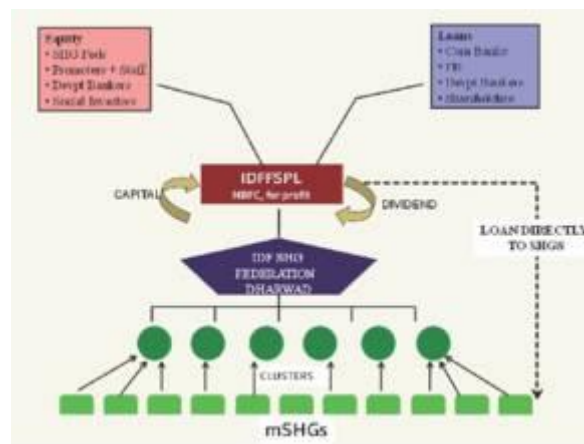 Equity
• SHG Feds
• Promoters + Staff
• Devpt Bankers
• Social Investors
Loans
• Com Banks
• Devpt Bankers
• Shareholders
IDFFSPL
NBFC, for profit
CAPITAL
DIVIDEND
LOAN DIRECTLY
TO SHGS
IDF SHG
FEDERATION
DHARWAD
CLUSTERS
mSHGs